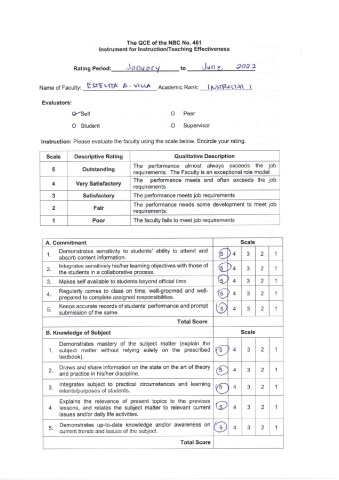 The QCE of the NBC No. 461
Instrument for Instruction/Teaching Effectiveness
Rating Period: January to June 2023
Name of Faculty: ESTELITA A. VILLA Academic Rank: INSTRUCTOR I
Evaluators:
Self Peer
Student Supervisor
Instruction: Please evaluate the faculty using the scale below. Encircle your rating.
Scale Descriptive Rating Qualitative Description
5 Outstanding The performance almost always exceeds the job requirements. The Faculty is an exceptional role model
4 Very Satisfactory The performance meets and often exceeds the job requirements
3 Satisfactory The performance meets job requirements
2 Fair The performance needs some development to meet job requirements.
1 Poor The faculty fails to meet job requirements
A. Commitment Scale
1. Demonstrates sensitivity to students' ability to attend and absorb content information. 5 4 3 2 1
2. Integrates sensitively his/her learning objectives with those of the students in a collaborative process. 5 4 3 2 1
3. Makes self available to students beyond official time 5 4 3 2 1
4. Regularly comes to class on time, well-groomed and well-prepared to complete assigned responsibilities. 5 4 3 2 1
5. Keeps accurate records of students' performance and prompt submission of the same. 5 4 3 2 1
Total Score
B. Knowledge of Subject Scale
1. Demonstrates mastery of the subject matter (explain the subject matter without relying solely on the prescribed textbook). 5 4 3 2 1
2. Draws and share information on the state on the art of theory and practice in his/her discipline. 5 4 3 2 1
3. Integrates subject to practical circumstances and learning intents/purposes of students. 5 4 3 2 1
4. Explains the relevance of present topics to the previous lessons, and relates the subject matter to relevant current issues and/or daily life activities. 5 4 3 2 1
5. Demonstrates up-to-date knowledge and/or awareness on current trends and issues of the subject. 5 4 3 2 1
Total Score